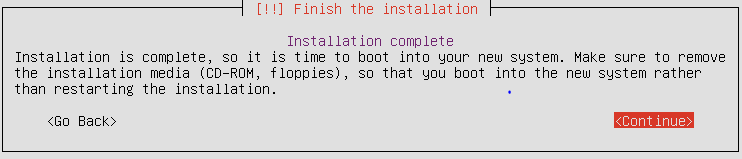 [!!] Finish the installation
Installation complete
Installation is complete, so it is time to boot into your new system. Make sure to remove
the installation media (CD-ROM, floppies), so that you boot into the new system rather
than restarting the installation.
<Go Back> <Continue>